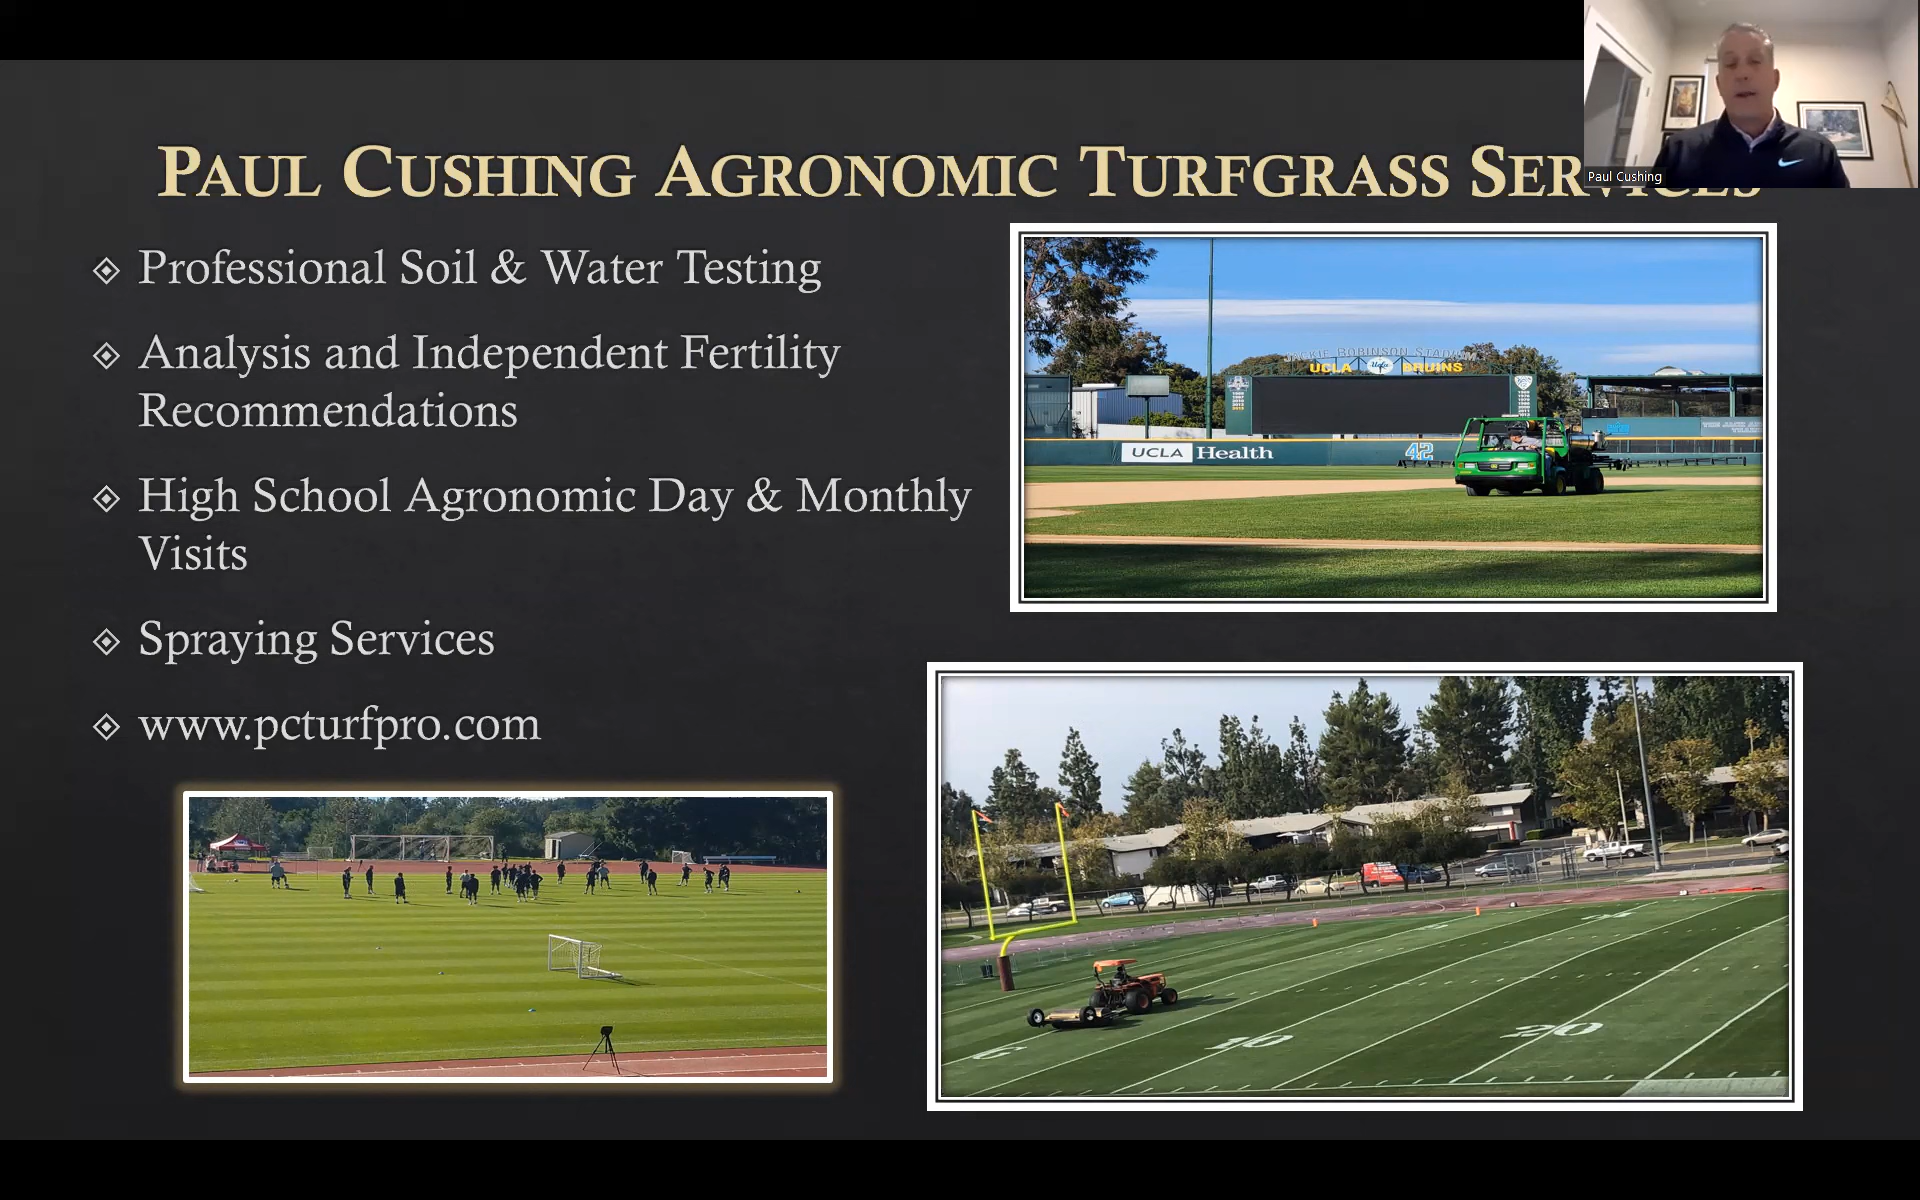 PAUL CUSHING AGRONOMIC TURFGRASS SERVICES
Paul Cushing
Professional Soil & Water Testing
Analysis and Independent Fertility
Recommendations
High School Agronomic Day & Monthly
Visits
Spraying Services
www.pcturfpro.com
JACKIE ROBINSON STADIUM
UCLA BRUINS
UCLA Health
42
10
20